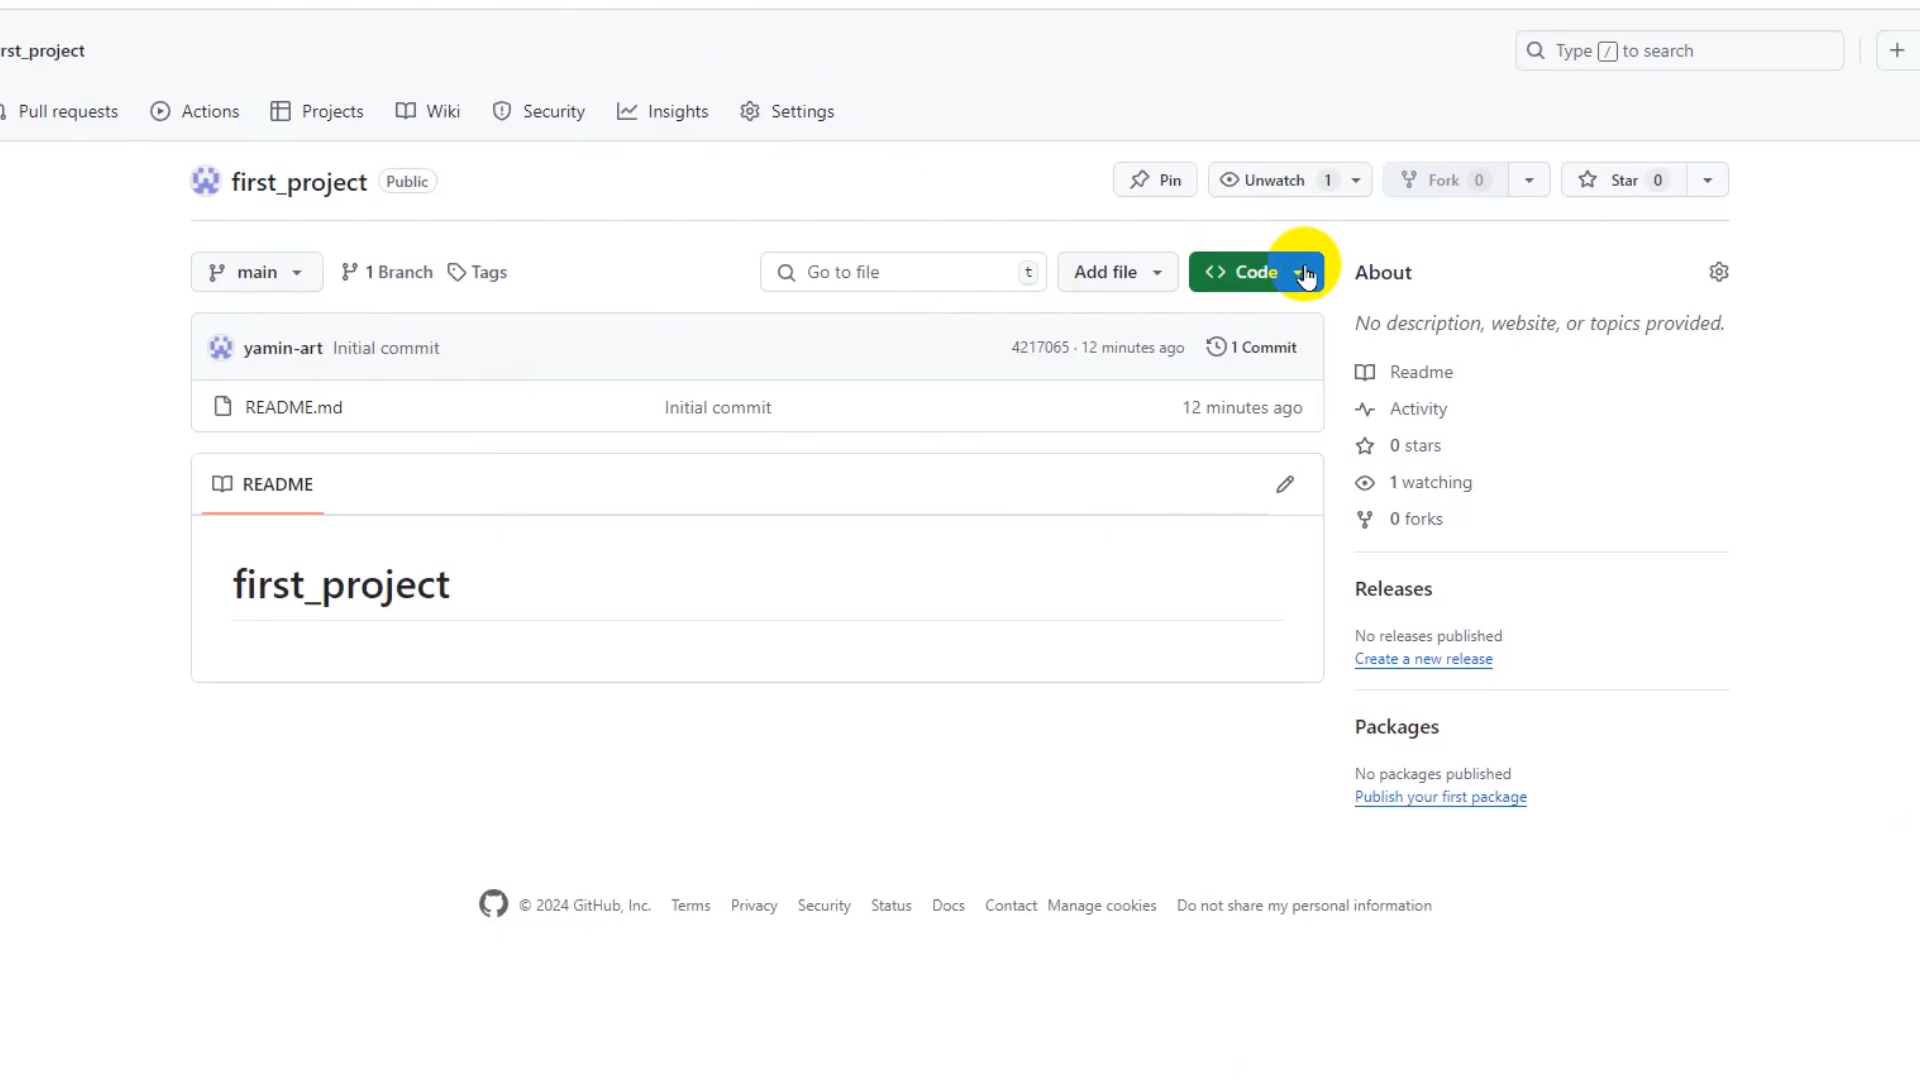 rst_project
Type / to search
Pull requests Actions Projects Wiki Security Insights Settings
first_project Public Pin Unwatch 1 Fork 0 Star 0
main 1 Branch Tags Go to file t Add file <> Code About
No description, website, or topics provided.
yamin-art Initial commit 4217065 · 12 minutes ago 1 Commit
Readme
README.md Initial commit 12 minutes ago
Activity
0 stars
README
1 watching
0 forks
first_project
Releases
No releases published
Create a new release
Packages
No packages published
Publish your first package
© 2024 GitHub, Inc. Terms Privacy Security Status Docs Contact Manage cookies Do not share my personal information